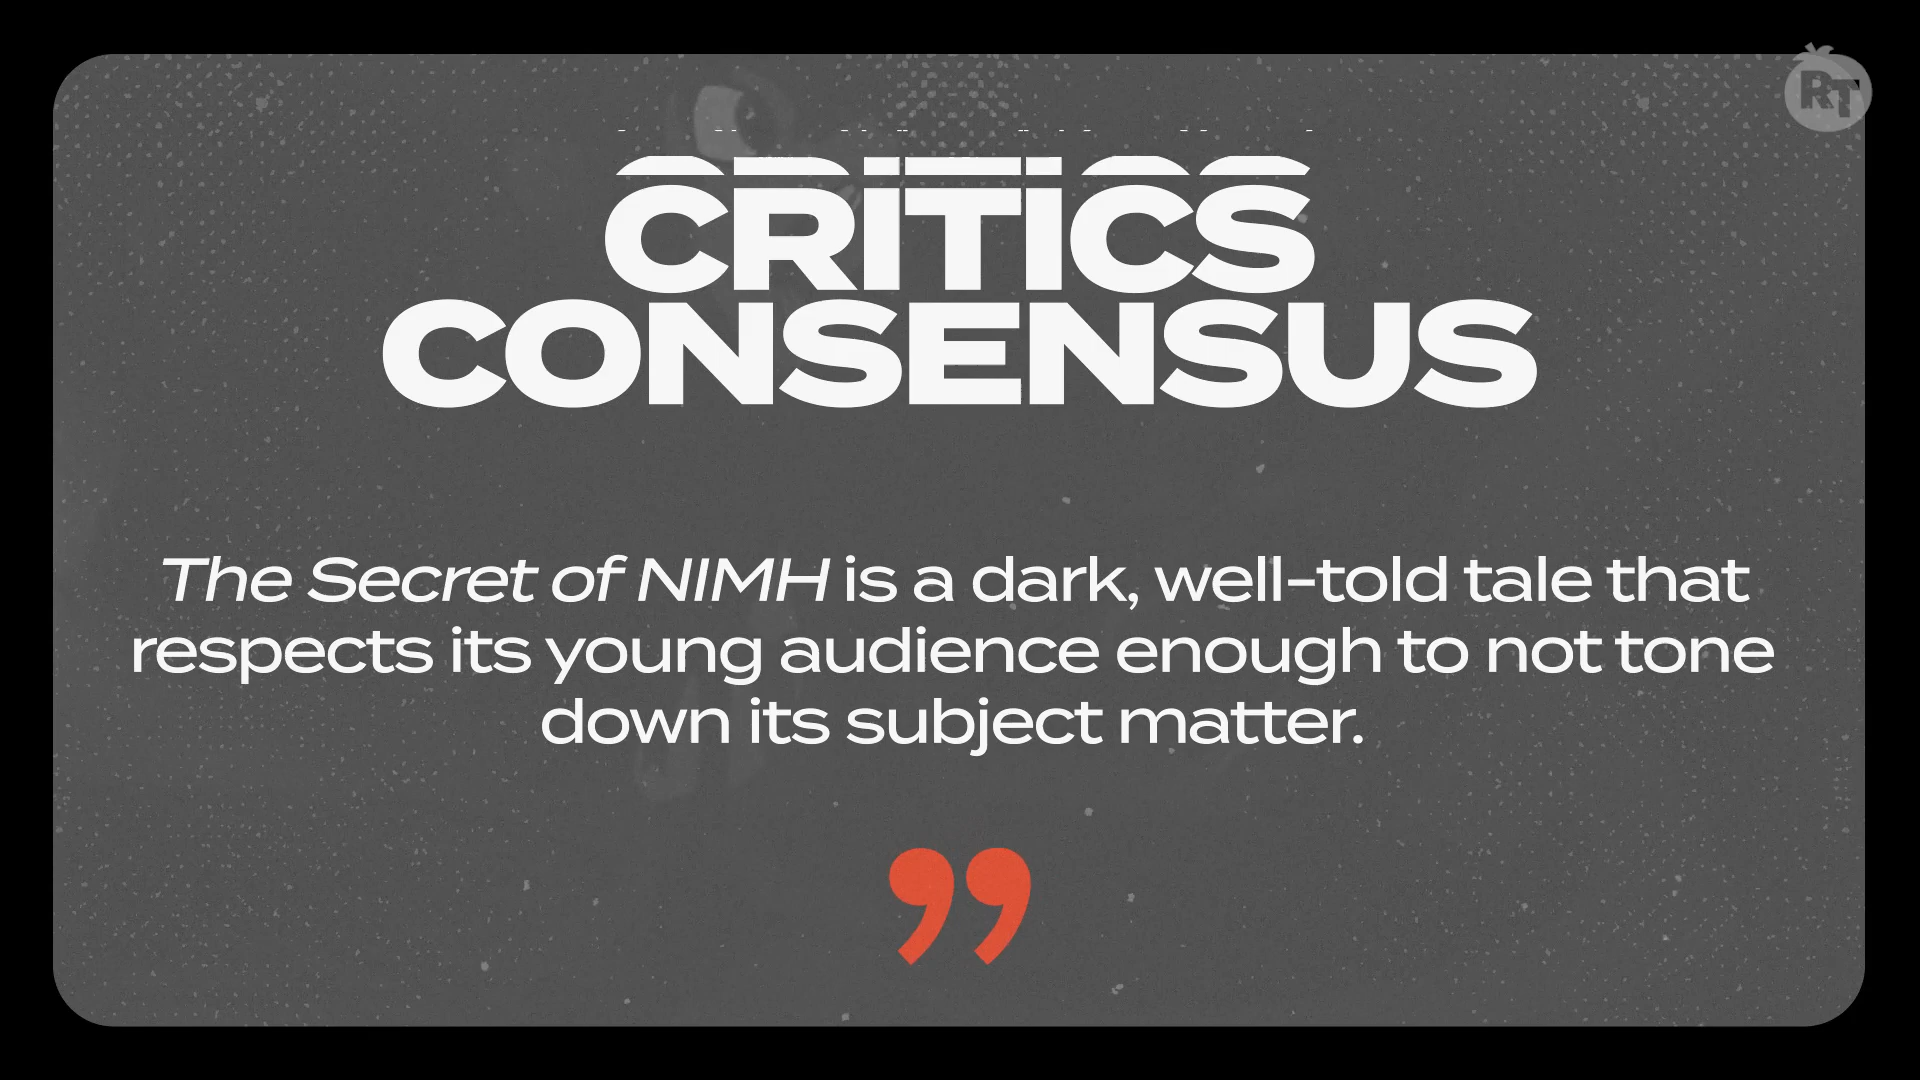 RT
CRITICS
CONSENSUS
The Secret of NIMH is a dark, well-told tale that
respects its young audience enough to not tone
down its subject matter.
”